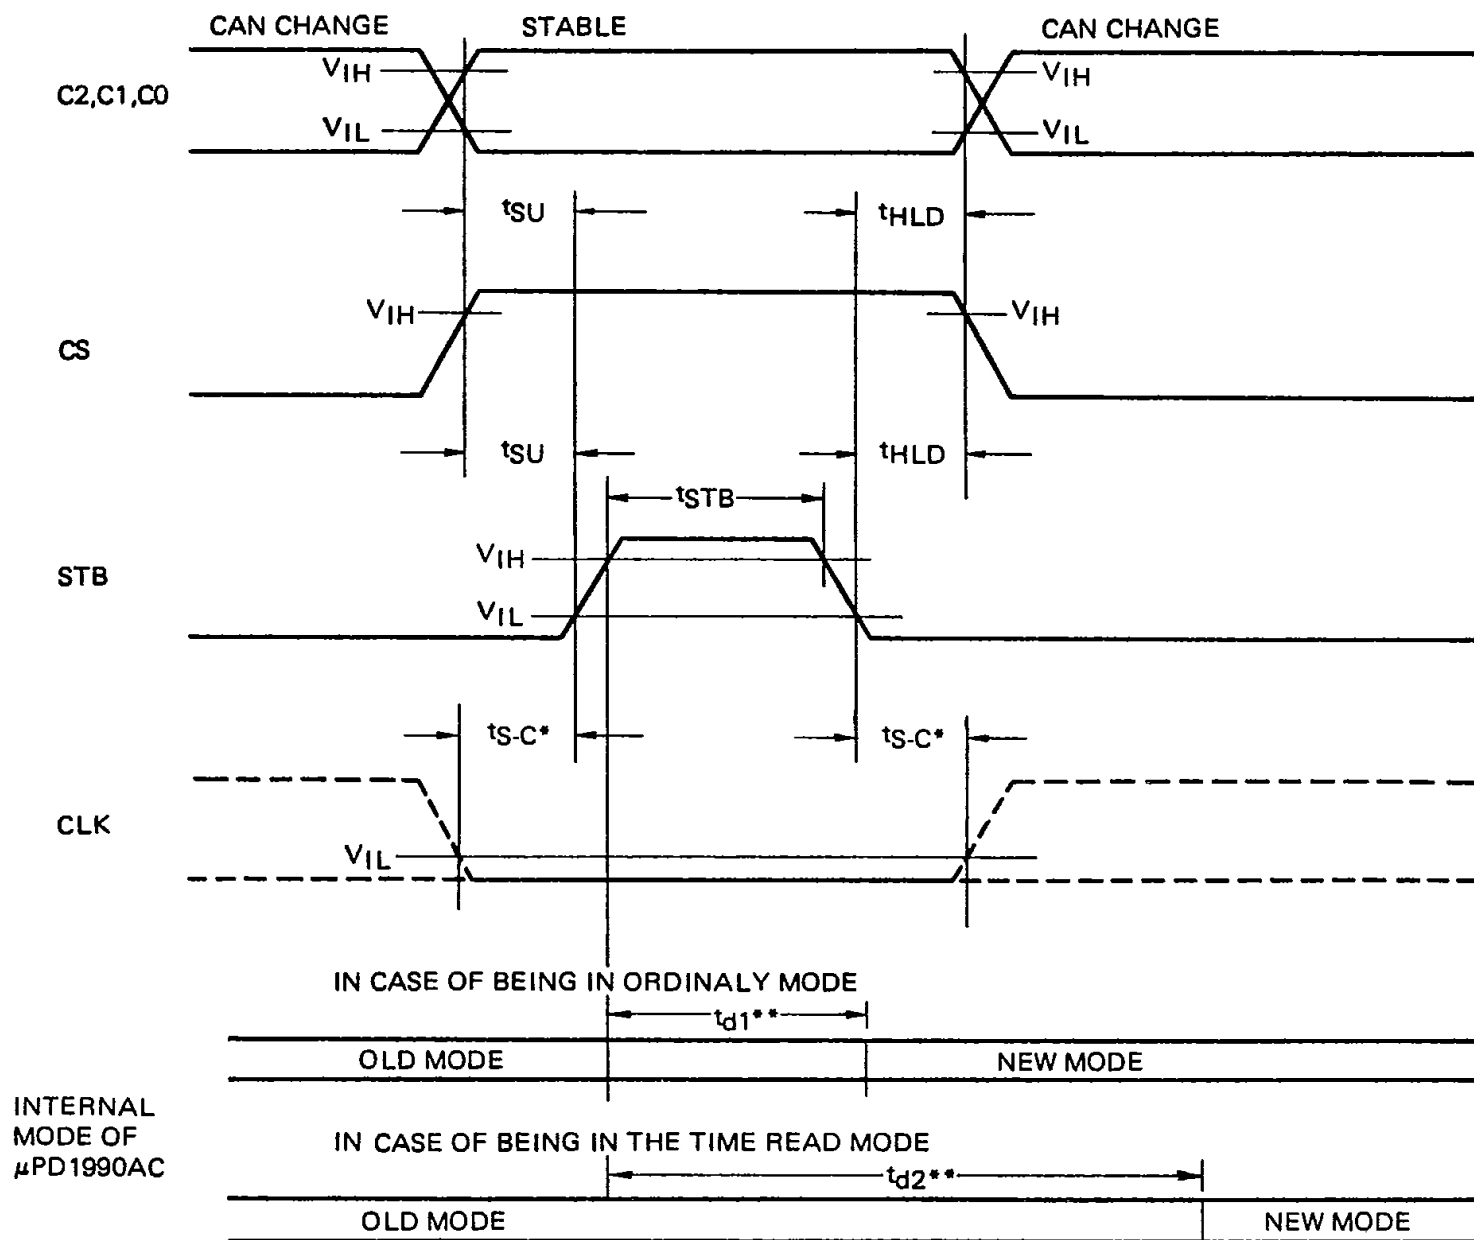 CAN CHANGE STABLE CAN CHANGE
VIH VIH
C2,C1,C0
VIL VIL
tSU tHLD
VIH VIH
CS
tSU tHLD
tSTB
VIH
STB
VIL
tS-C* tS-C*
CLK
VIL
IN CASE OF BEING IN ORDINALY MODE
td1**
OLD MODE NEW MODE
INTERNAL
MODE OF
μPD1990AC
IN CASE OF BEING IN THE TIME READ MODE
td2**
OLD MODE NEW MODE